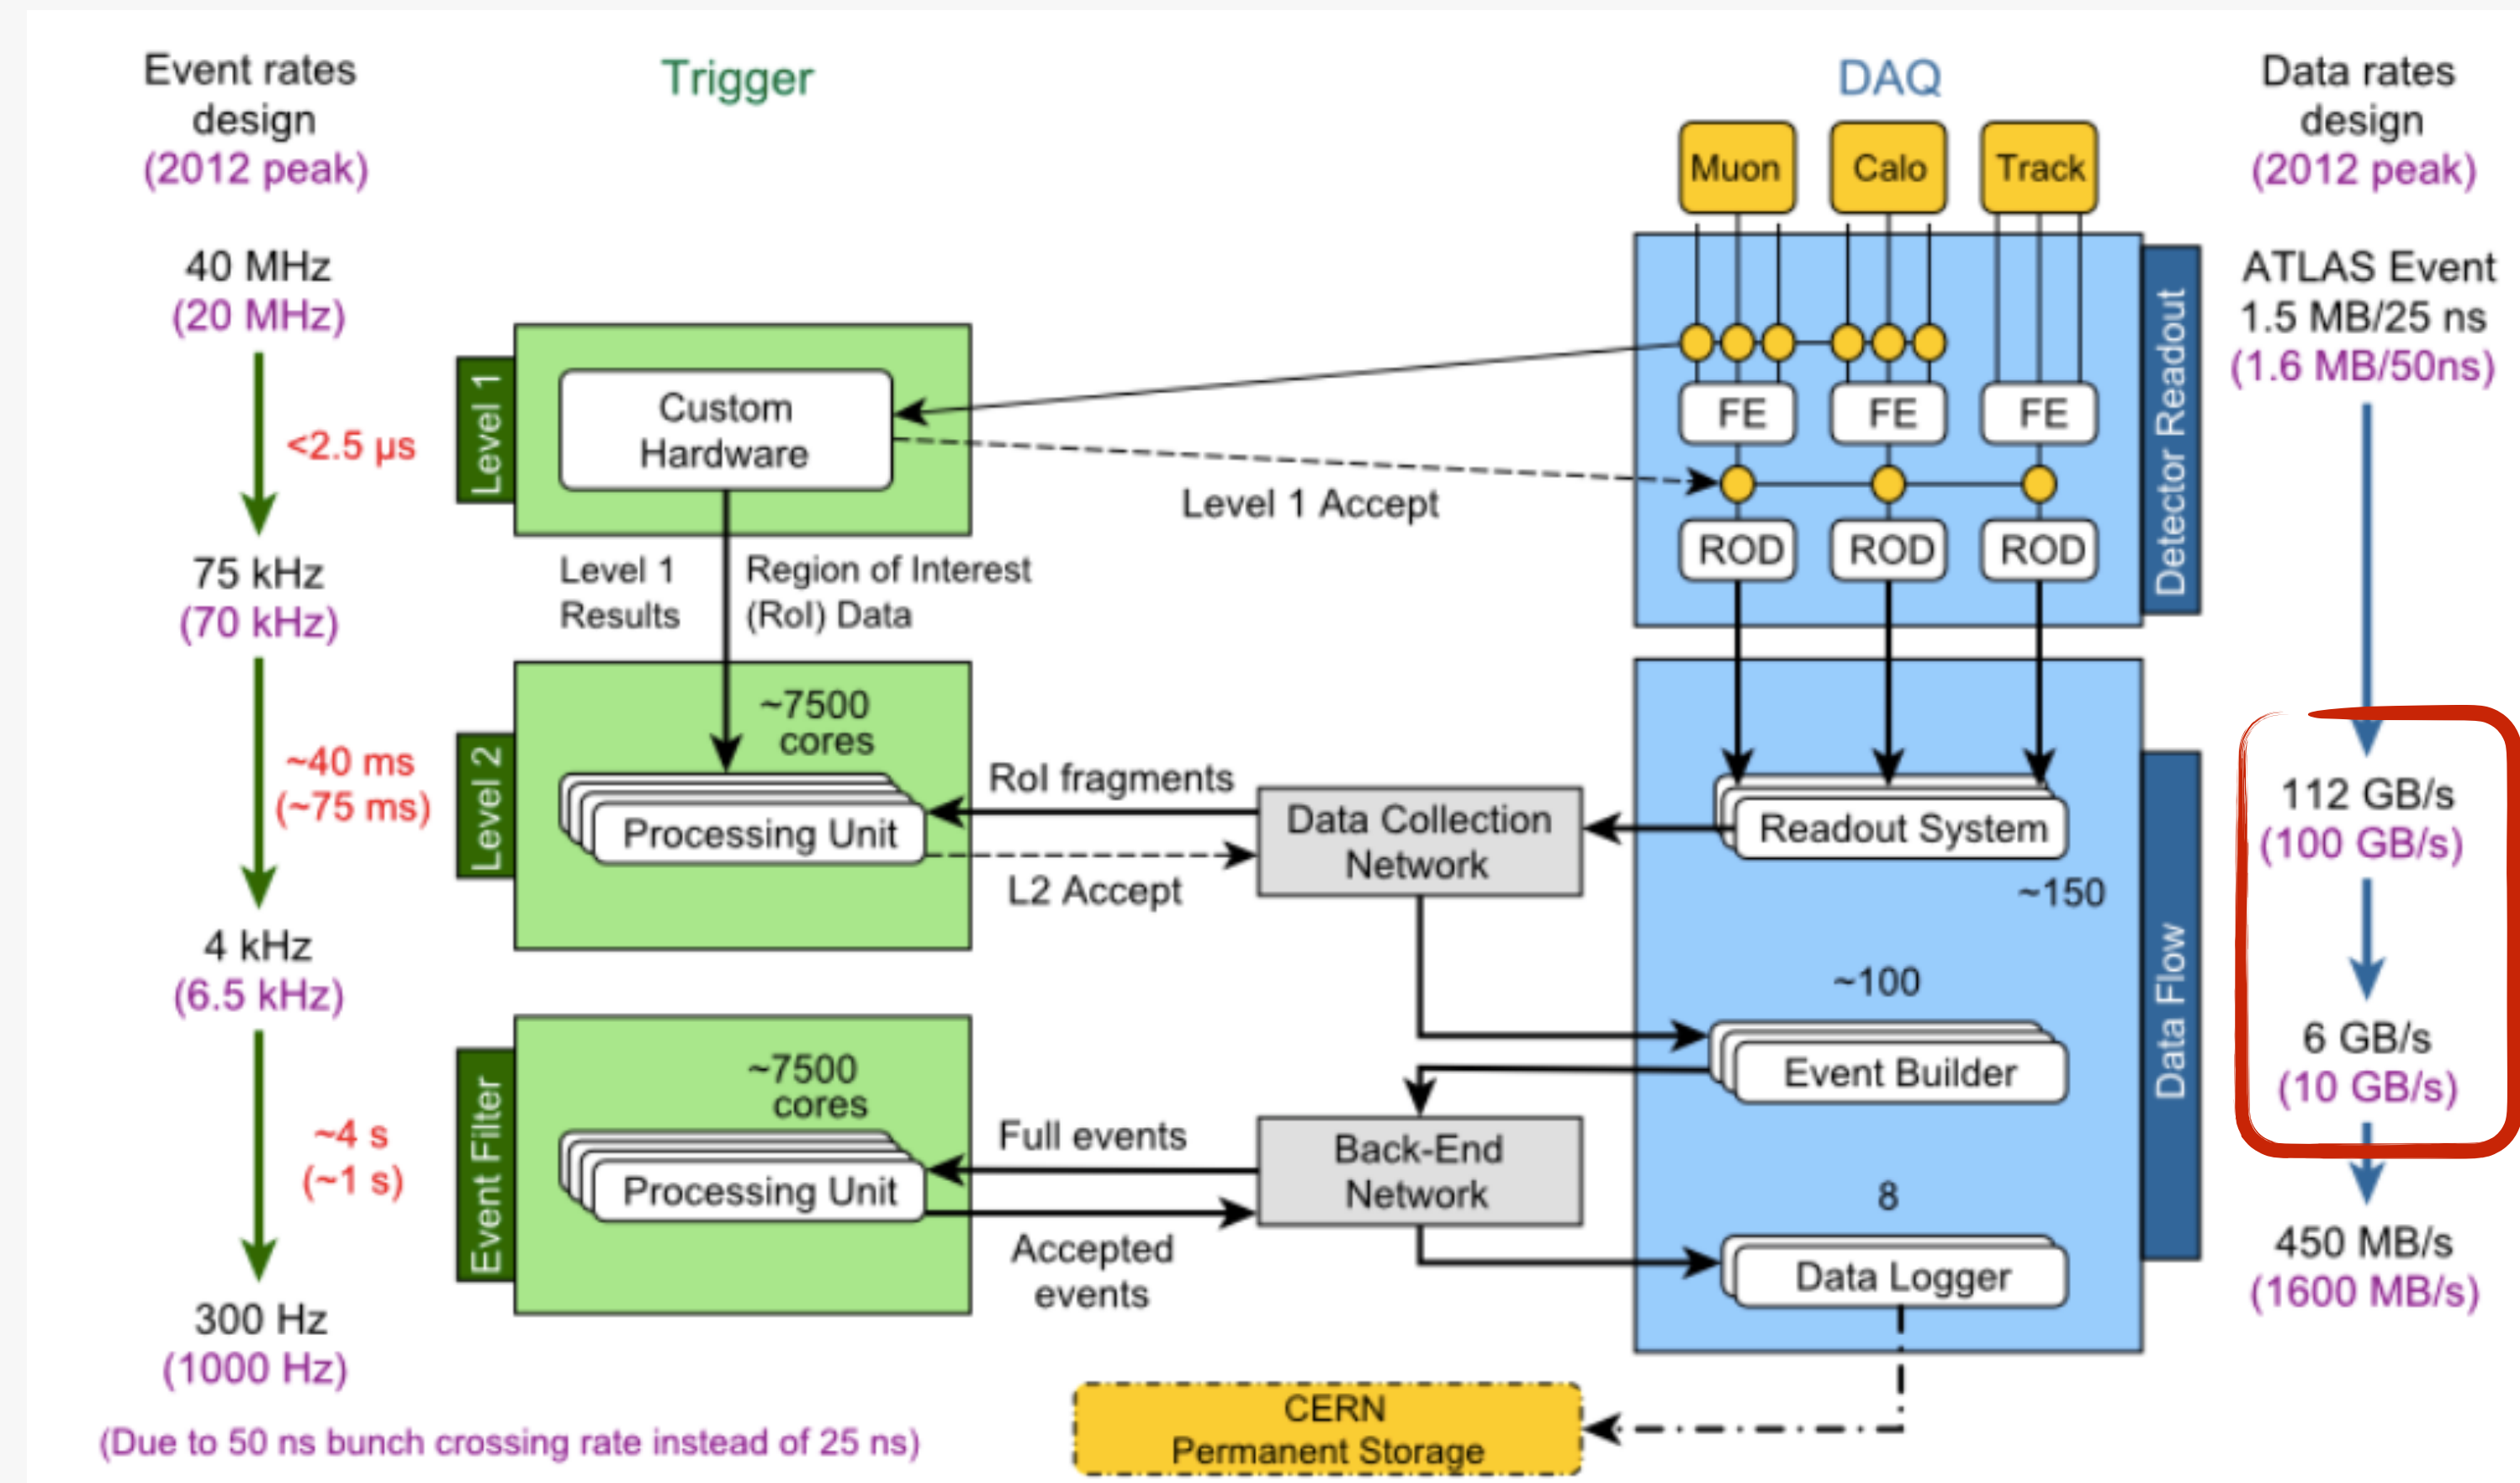 Event rates
design
(2012 peak)
40 MHz
(20 MHz)
<2.5 µs
75 kHz
(70 kHz)
~40 ms
(~75 ms)
4 kHz
(6.5 kHz)
~4 s
(~1 s)
300 Hz
(1000 Hz)
(Due to 50 ns bunch crossing rate instead of 25 ns)
Trigger
Level 1
Custom
Hardware
Level 1 Accept
Level 1
Results
Region of Interest
(RoI) Data
Level 2
~7500
cores
Processing Unit
RoI fragments
L2 Accept
Data Collection
Network
Event Filter
~7500
cores
Processing Unit
Full events
Accepted
events
Back-End
Network
DAQ
Muon
Calo
Track
FE
FE
FE
ROD
ROD
ROD
Detector Readout
Readout System
~150
~100
Event Builder
8
Data Logger
Data Flow
CERN
Permanent Storage
Data rates
design
(2012 peak)
ATLAS Event
1.5 MB/25 ns
(1.6 MB/50ns)
112 GB/s
(100 GB/s)
6 GB/s
(10 GB/s)
450 MB/s
(1600 MB/s)